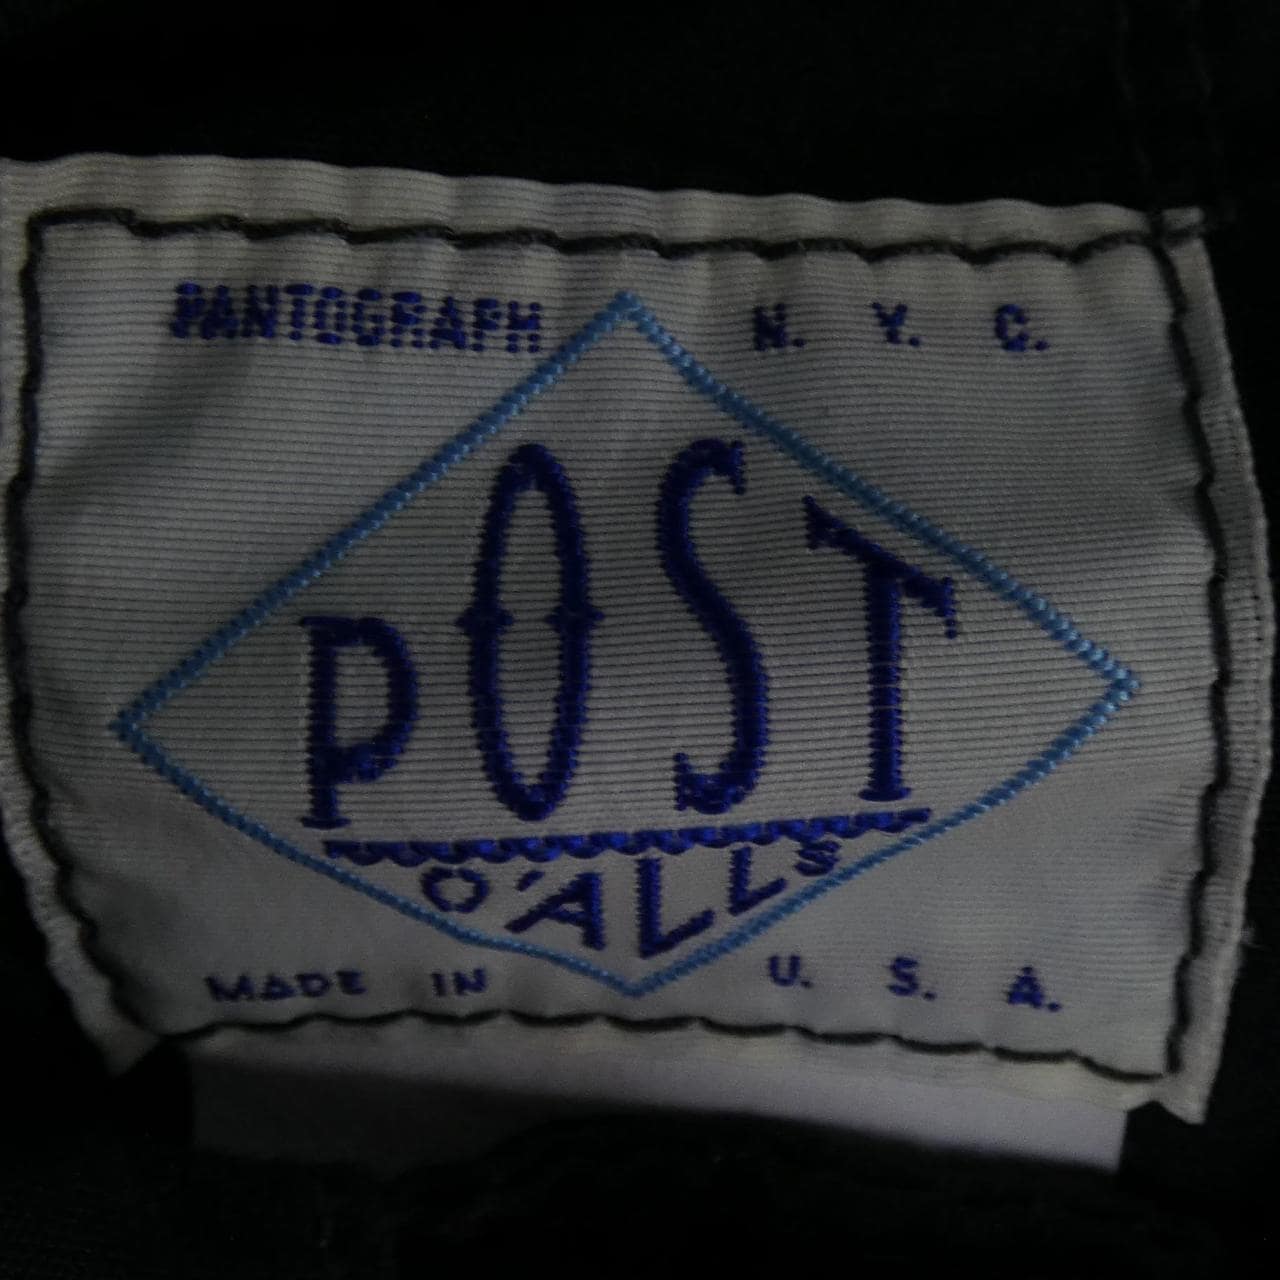 PANTOGRAPH N. Y. C.
POST
O'ALLS
MADE IN U. S. A.